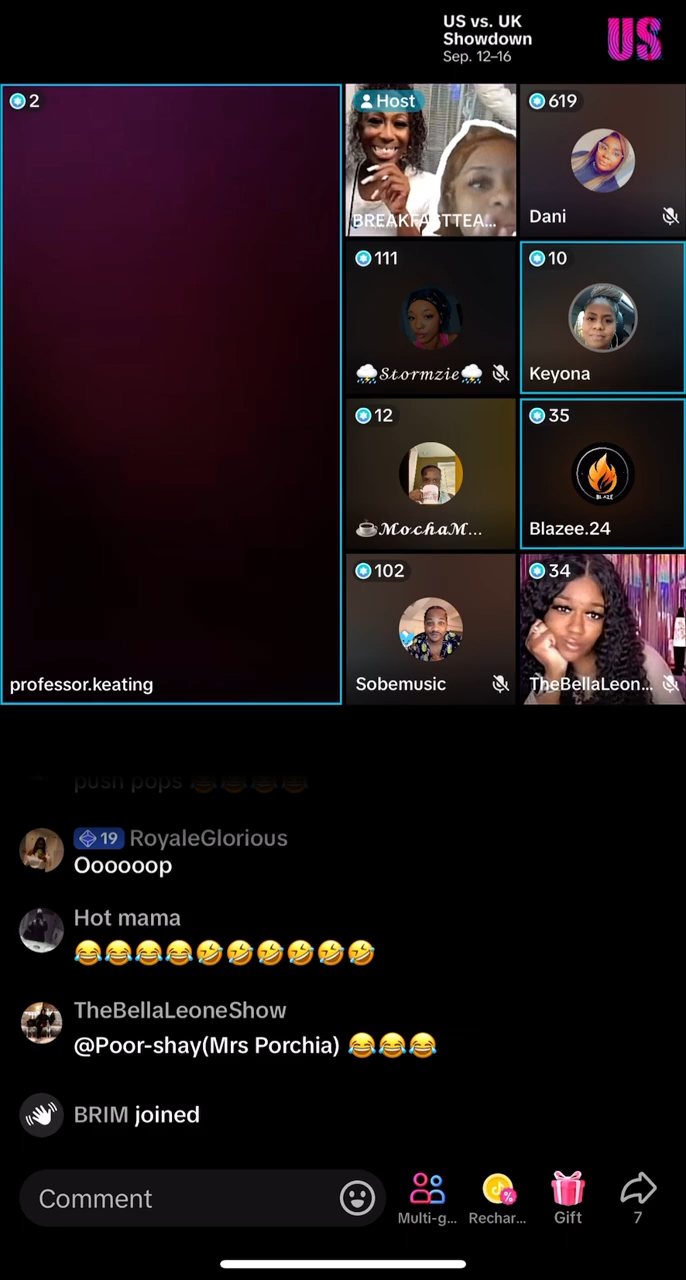 US vs. UK
Showdown
Sep. 12–16
US
2
Host
BREAKFASTTEA...
619
Dani
111
🌧️𝓢𝓽𝓸𝓻𝓶𝔃𝓲𝓮🌧️
10
Keyona
12
☕𝓜𝓸𝓬𝓱𝓪𝓜...
35
BLAZE
Blazee.24
102
Sobemusic
34
TheBellaLeon...
professor.keating
push pops 😂😂😂😂
19 RoyaleGlorious
Oooooop
Hot mama
😂😂😂😂🤣🤣🤣🤣🤣🤣
TheBellaLeoneShow
@Poor-shay(Mrs Porchia) 😂😂😂
BRIM joined
Comment
Multi-g...
Rechar...
Gift
7